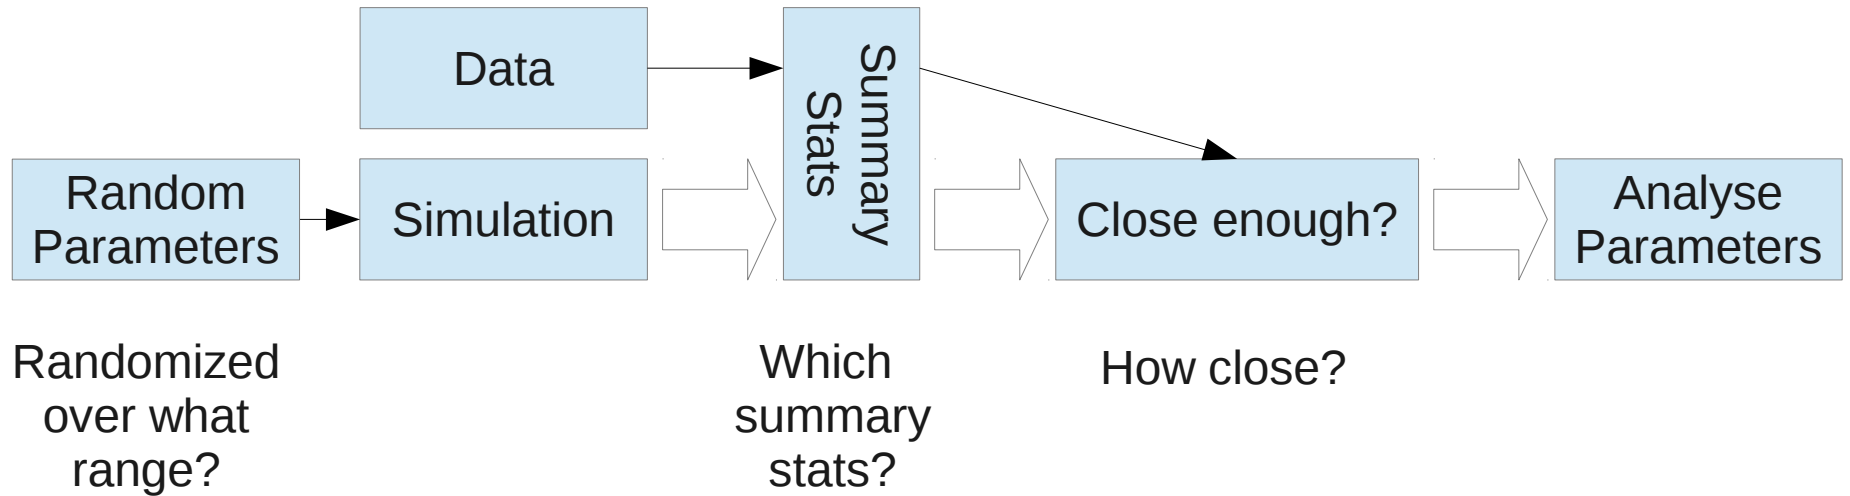 Data
Summary
Stats
Random
Parameters
Simulation
Close enough?
Analyse
Parameters
Randomized
over what
range?
Which
summary
stats?
How close?